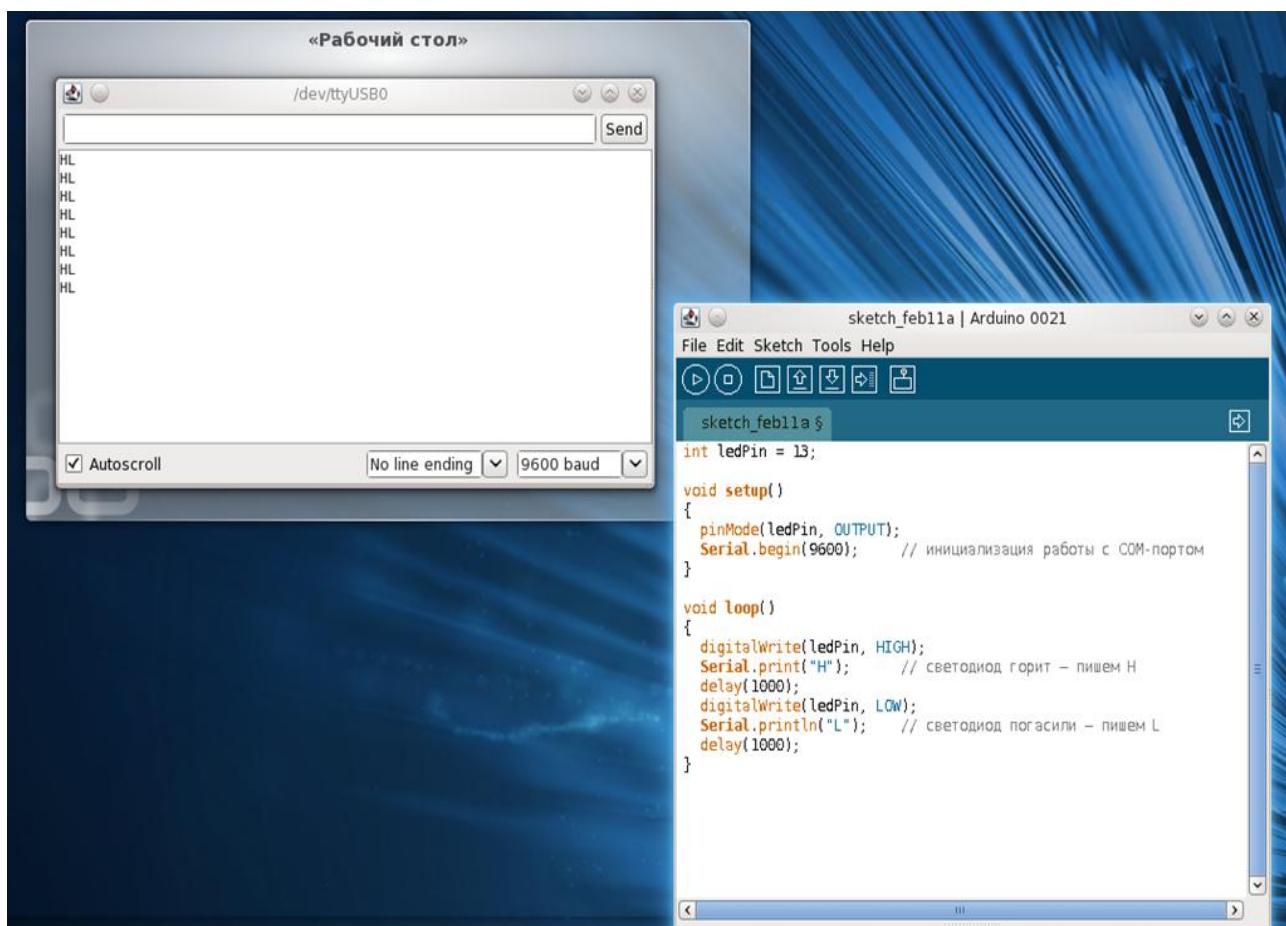 «Рабочий стол»
/dev/ttyUSB0
Send
HL
HL
HL
HL
HL
HL
HL
HL
Autoscroll
No line ending
9600 baud
sketch_feb11a | Arduino 0021
File Edit Sketch Tools Help
sketch_feb11a §
int ledPin = 13;
void setup()
{
pinMode(ledPin, OUTPUT);
Serial.begin(9600); // инициализация работы с COM-портом
}
void loop()
{
digitalWrite(ledPin, HIGH);
Serial.print("H"); // светодиод горит — пишем H
delay(1000);
digitalWrite(ledPin, LOW);
Serial.println("L"); // светодиод погасили — пишем L
delay(1000);
}